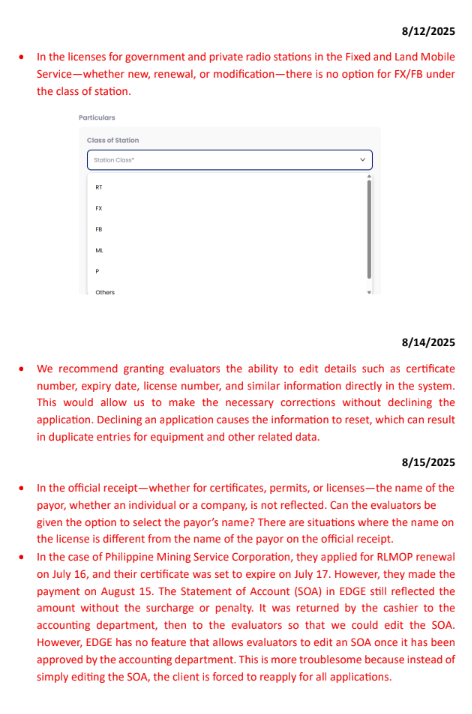 8/12/2025
• In the licenses for government and private radio stations in the Fixed and Land Mobile
Service—whether new, renewal, or modification—there is no option for FX/FB under
the class of station.
Particulars
Class of Station
Station Class*
RT
FX
FB
ML
P
Others
8/14/2025
• We recommend granting evaluators the ability to edit details such as certificate
number, expiry date, license number, and similar information directly in the system.
This would allow us to make the necessary corrections without declining the
application. Declining an application causes the information to reset, which can result
in duplicate entries for equipment and other related data.
8/15/2025
• In the official receipt—whether for certificates, permits, or licenses—the name of the
payor, whether an individual or a company, is not reflected. Can the evaluators be
given the option to select the payor's name? There are situations where the name on
the license is different from the name of the payor on the official receipt.
• In the case of Philippine Mining Service Corporation, they applied for RLMOP renewal
on July 16, and their certificate was set to expire on July 17. However, they made the
payment on August 15. The Statement of Account (SOA) in EDGE still reflected the
amount without the surcharge or penalty. It was returned by the cashier to the
accounting department, then to the evaluators so that we could edit the SOA.
However, EDGE has no feature that allows evaluators to edit an SOA once it has been
approved by the accounting department. This is more troublesome because instead of
simply editing the SOA, the client is forced to reapply for all applications.